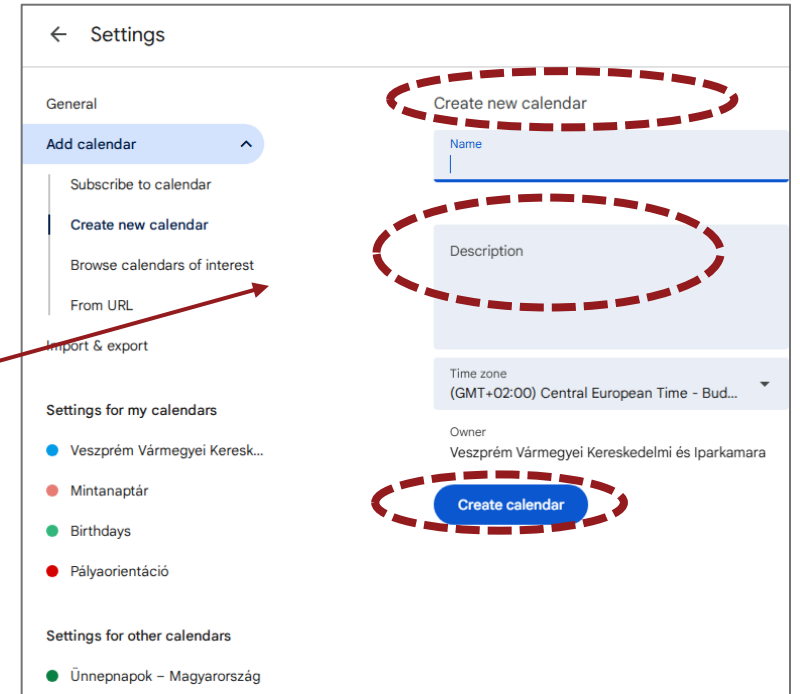 Settings
General
Add calendar
Subscribe to calendar
Create new calendar
Browse calendars of interest
From URL
Import & export
Settings for my calendars
Veszprém Vármegyei Keresk...
Mintanaptár
Birthdays
Pályaorientáció
Settings for other calendars
Ünnepnapok – Magyarország
Create new calendar
Name
Description
Time zone
(GMT+02:00) Central European Time - Bud...
Owner
Veszprém Vármegyei Kereskedelmi és Iparkamara
Create calendar